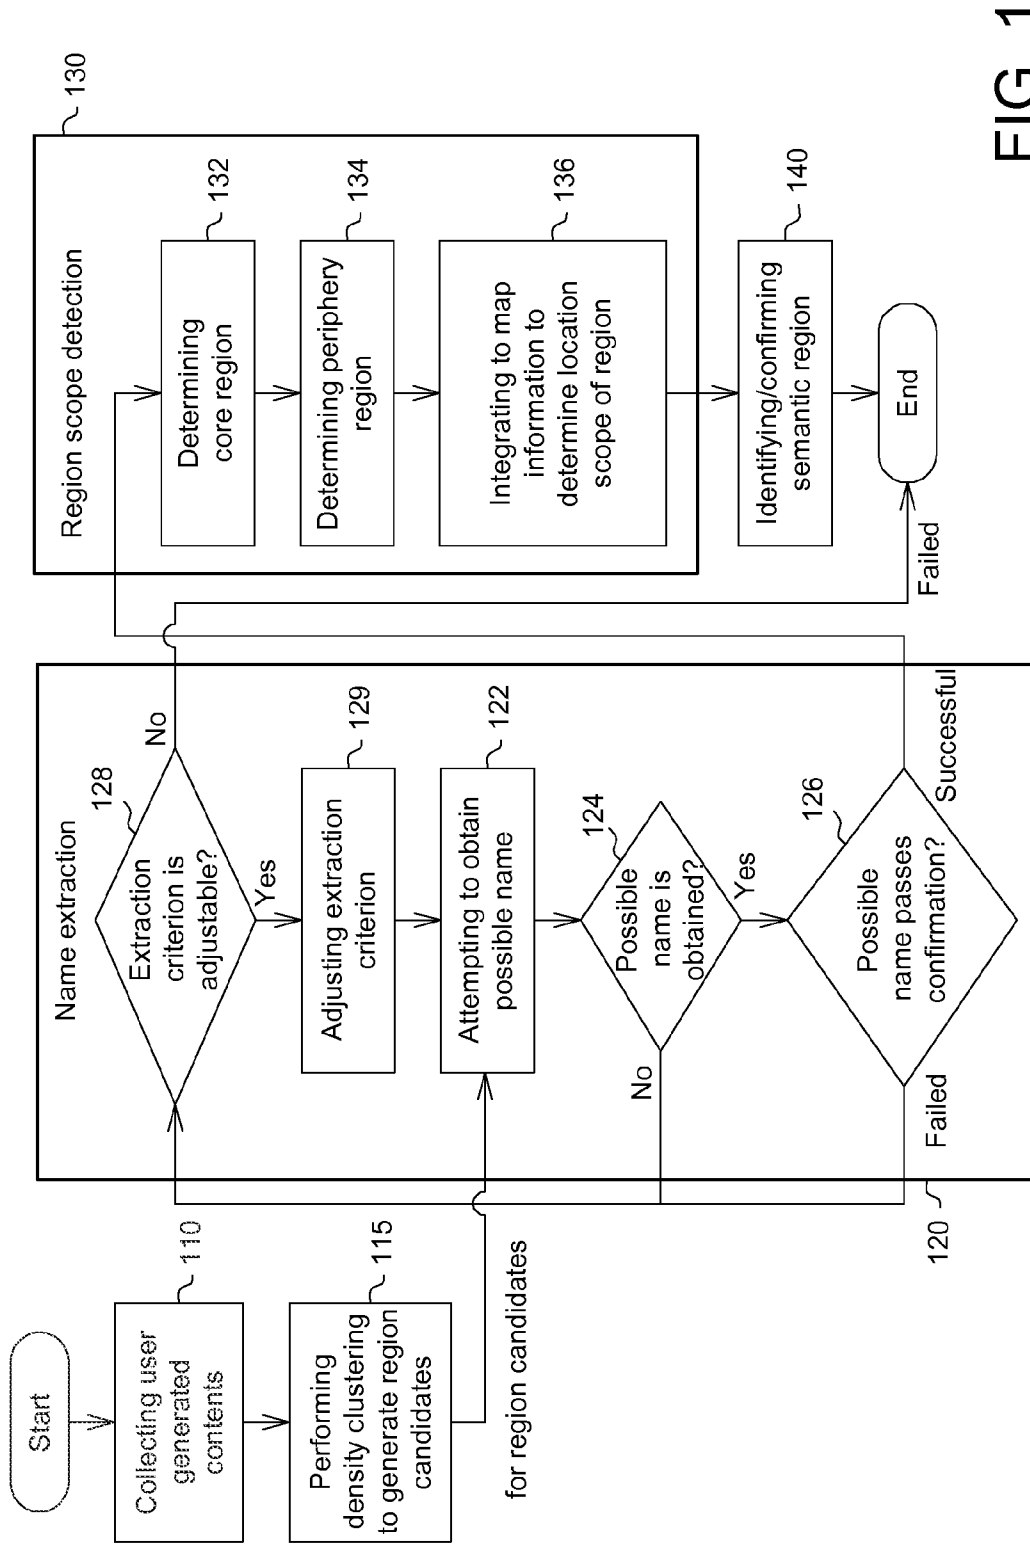 Start
Collecting user
generated
contents
110
Performing
density clustering
to generate region
candidates
115
for region candidates
Name extraction
Extraction
criterion is
adjustable?
128
No
Yes
Adjusting extraction
criterion
129
Attempting to obtain
possible name
122
Possible
name is
obtained?
124
No
Yes
Possible
name passes
confirmation?
126
Failed
Successful
120
Region scope detection
130
Determining
core region
132
Determining periphery
region
134
Integrating to map
information to
determine location
scope of region
136
Identifying/confirming
semantic region
140
End
Failed
FIG. 1